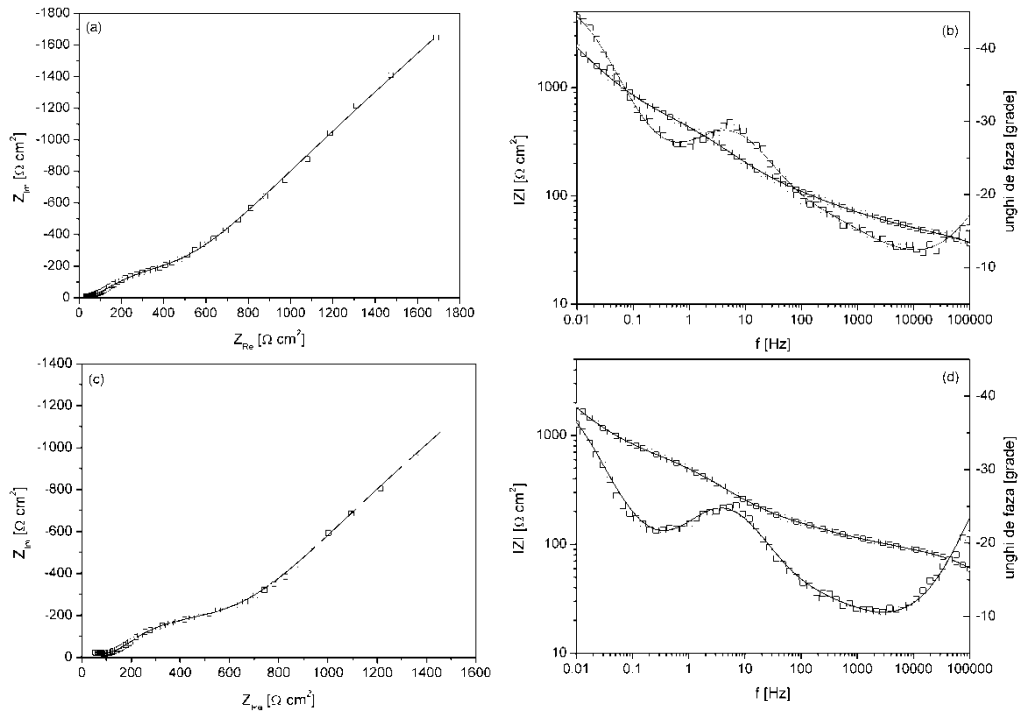 (a)
-1800
-1600
-1400
-1200
-1000
-800
-600
-400
-200
0
0 200 400 600 800 1000 1200 1400 1600 1800
Z_Re [Ω cm²]
Z_Im [Ω cm²]
(b)
1000
100
10
-40
-30
-20
-10
0.01 0.1 1 10 100 1000 10000 100000
f [Hz]
|Z| [Ω cm²]
unghi de faza [grade]
(c)
-1400
-1200
-1000
-800
-600
-400
-200
0
0 200 400 600 800 1000 1200 1400 1600
Z_Re [Ω cm²]
Z_Im [Ω cm²]
(d)
1000
100
10
-40
-30
-20
-10
0.01 0.1 1 10 100 1000 10000 100000
f [Hz]
|Z| [Ω cm²]
unghi de faza [grade]